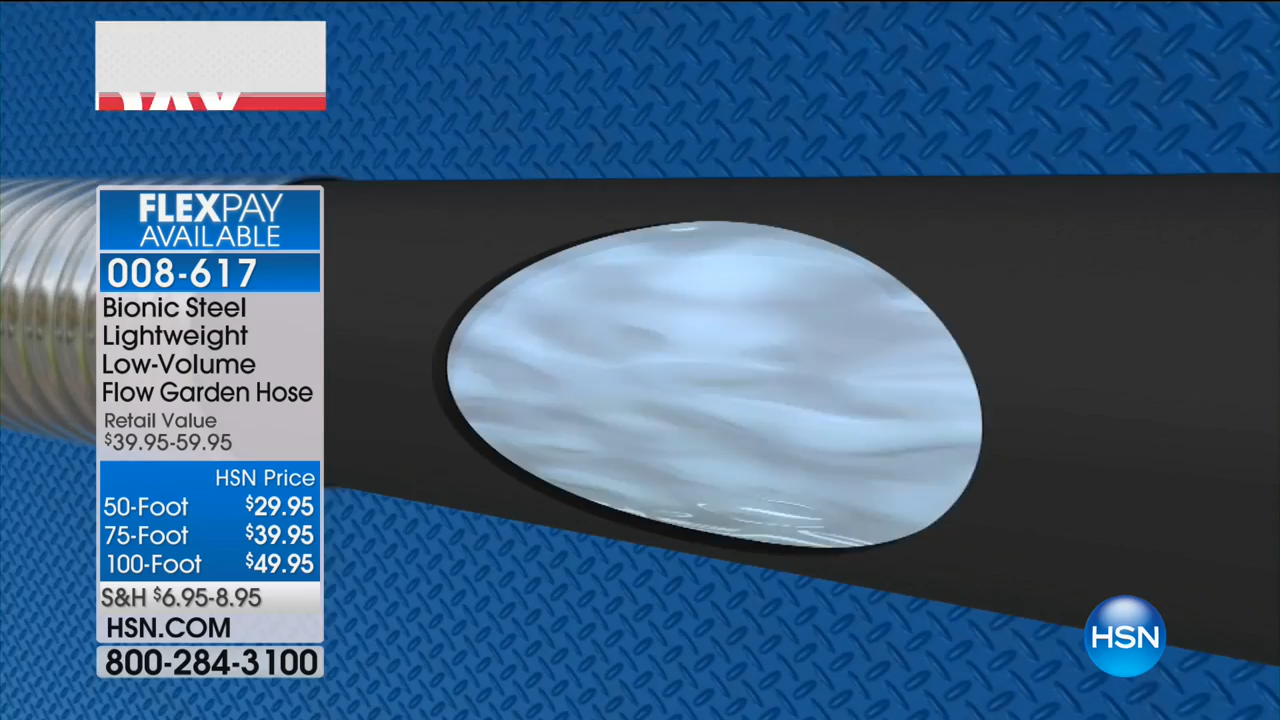 FLEXPAY
AVAILABLE
008-617
Bionic Steel
Lightweight
Low-Volume
Flow Garden Hose
Retail Value
$39.95-59.95
HSN Price
50-Foot $29.95
75-Foot $39.95
100-Foot $49.95
S&H $6.95-8.95
HSN.COM
800-284-3100
HSN